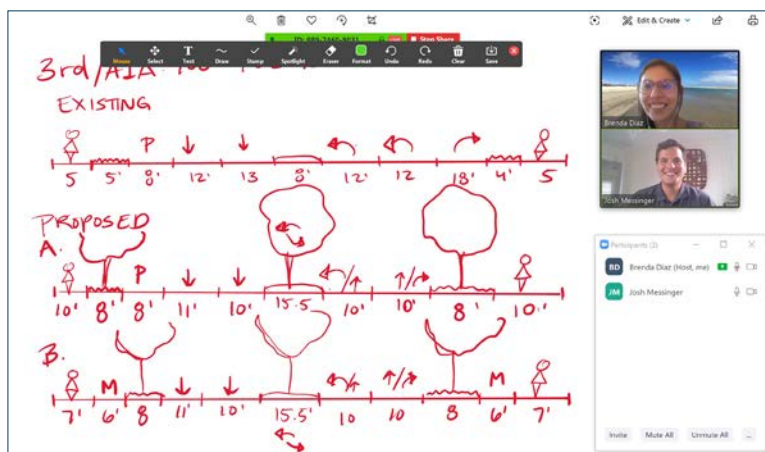 Edit & Create
Stop Share
Mouse Select Text Draw Stamp Spotlight Eraser Format Undo Redo Clear Save
3rd/A1A:
EXISTING
P
5 5' 8' 12' 13 8' 12' 12 18' 4' 5
PROPOSED
A.
P
10' 8' 8' 11' 10' 15.5 10' 10' 8' 10'
B.
M M
7' 6' 8 11' 10' 15.5' 10 10 8 6' 7'
Brenda Diaz
Josh Messinger
Participants (2)
BD Brenda Diaz (Host, me)
JM Josh Messinger
Invite Mute All Unmute All ...